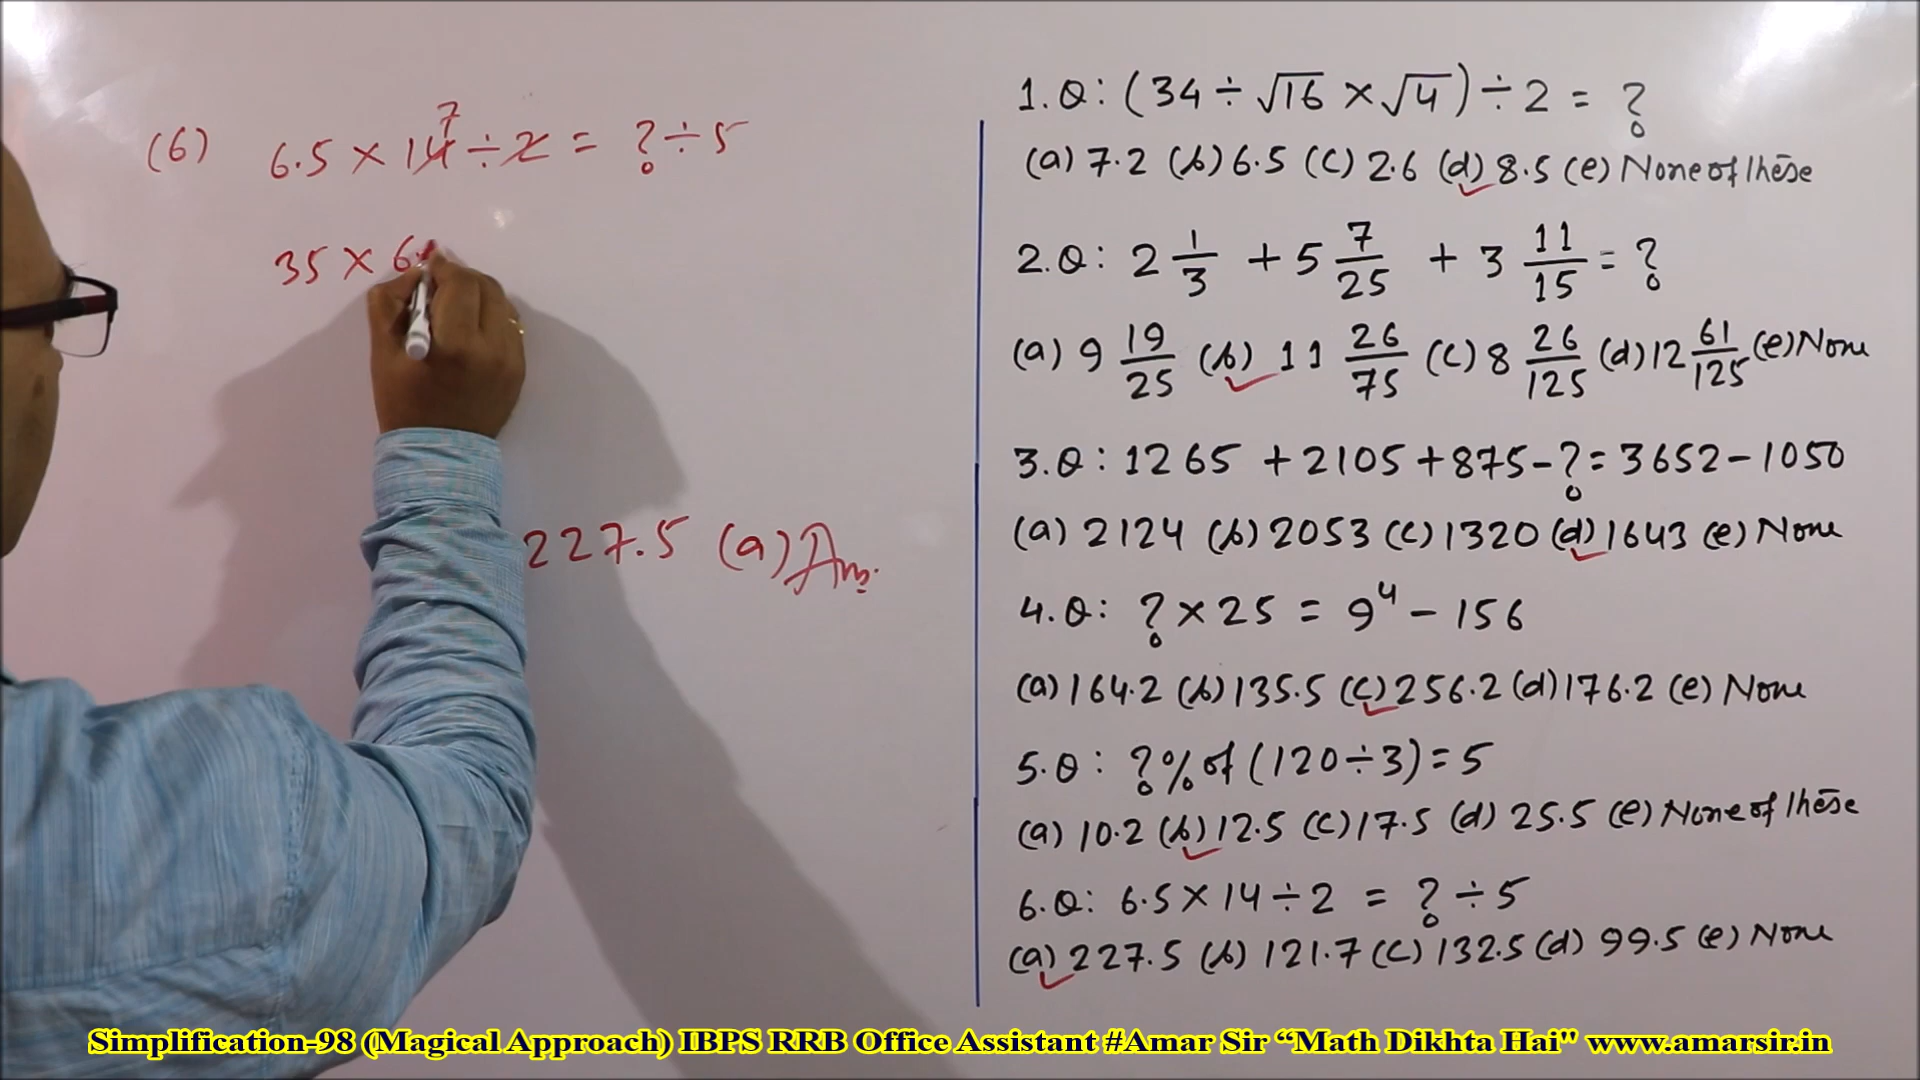 (6) 6.5 × 14 7 ÷ 2 = ? ÷ 5
35 × 6.
227.5 (a) Ans.
1.Q: (34 ÷ √16 × √4) ÷ 2 = ?
(a) 7.2 (b) 6.5 (c) 2.6 (d) 8.5 (e) None of these
2.Q: 2 1/3 + 5 7/25 + 3 11/15 = ?
(a) 9 19/25 (b) 11 26/75 (c) 8 26/125 (d) 12 61/125 (e) None
3.Q: 1265 + 2105 + 875 - ? = 3652 - 1050
(a) 2124 (b) 2053 (c) 1320 (d) 1643 (e) None
4.Q: ? × 25 = 9⁴ - 156
(a) 164.2 (b) 135.5 (c) 256.2 (d) 176.2 (e) None
5.Q: ?% of (120 ÷ 3) = 5
(a) 10.2 (b) 12.5 (c) 17.5 (d) 25.5 (e) None of these
6.Q: 6.5 × 14 ÷ 2 = ? ÷ 5
(a) 227.5 (b) 121.7 (c) 132.5 (d) 99.5 (e) None
Simplification-98 (Magical Approach) IBPS RRB Office Assistant #Amar Sir “Math Dikhta Hai" www.amarsir.in